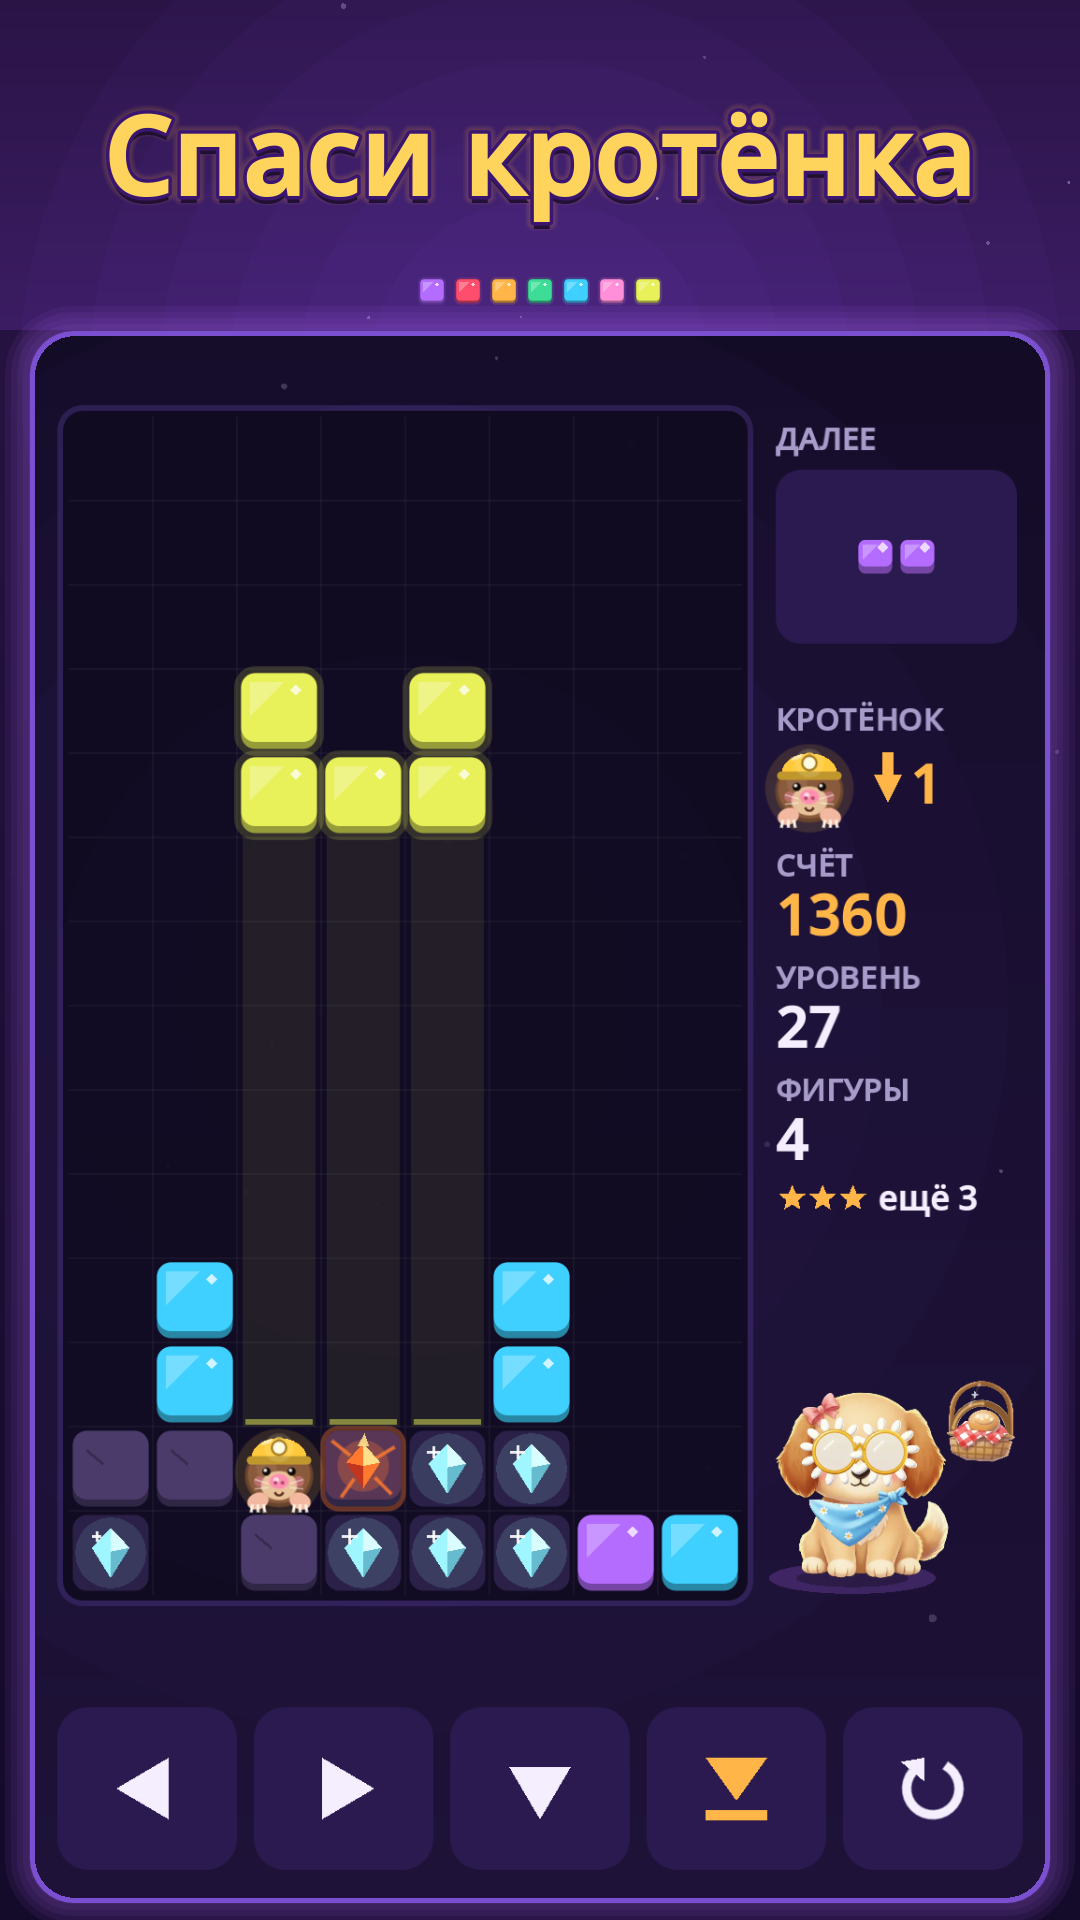 Спаси кротёнка
ДАЛЕЕ
КРОТЁНОК
1
СЧЁТ
1360
УРОВЕНЬ
27
ФИГУРЫ
4
ещё 3